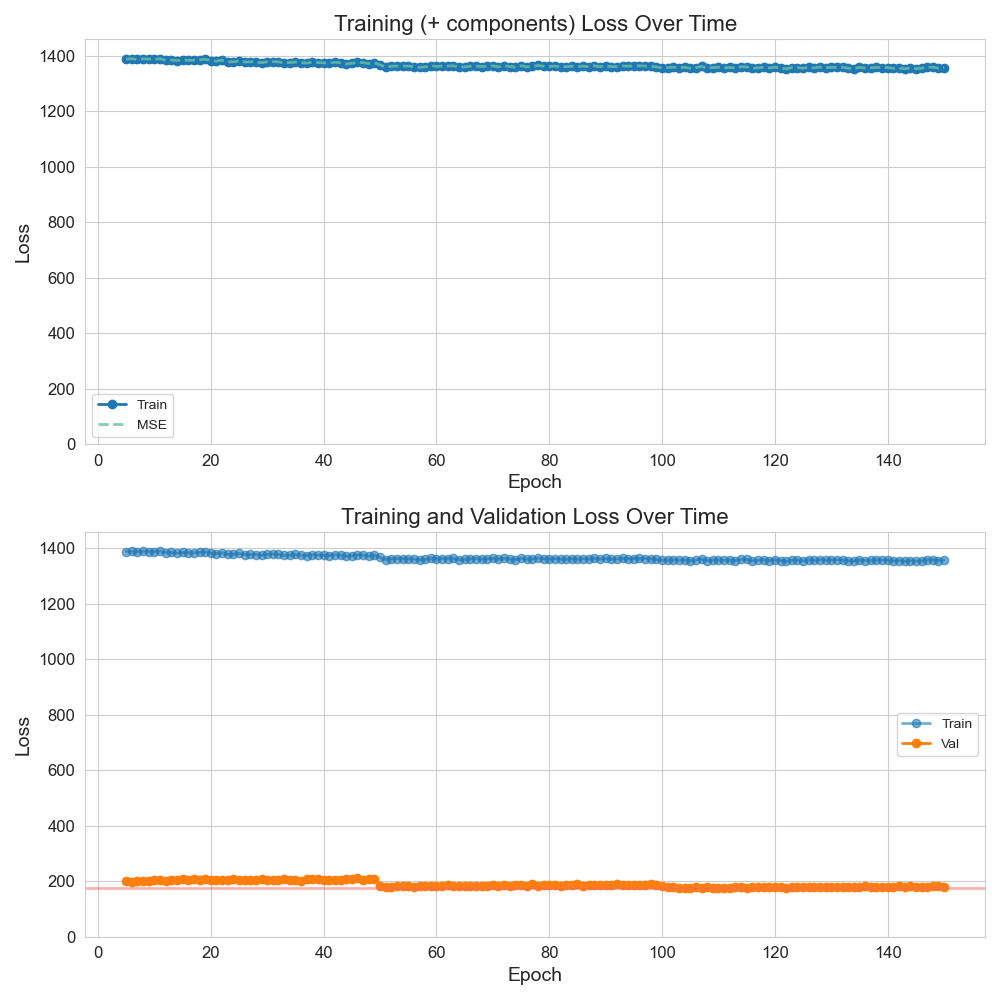 Training (+ components) Loss Over Time
1400
1200
1000
800
600
400
200
0
Loss
Train
MSE
0 20 40 60 80 100 120 140
Epoch
Training and Validation Loss Over Time
1400
1200
1000
800
600
400
200
0
Loss
Train
Val
0 20 40 60 80 100 120 140
Epoch